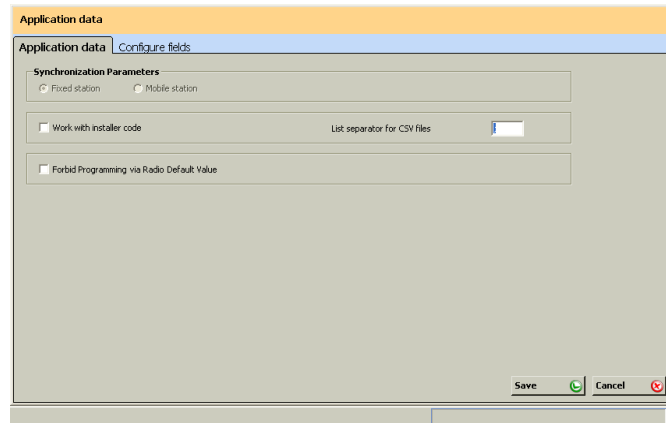 Application data
Application data Configure fields
Synchronization Parameters
Fixed station Mobile station
Work with installer code List separator for CSV files
Forbid Programming via Radio Default Value
Save Cancel